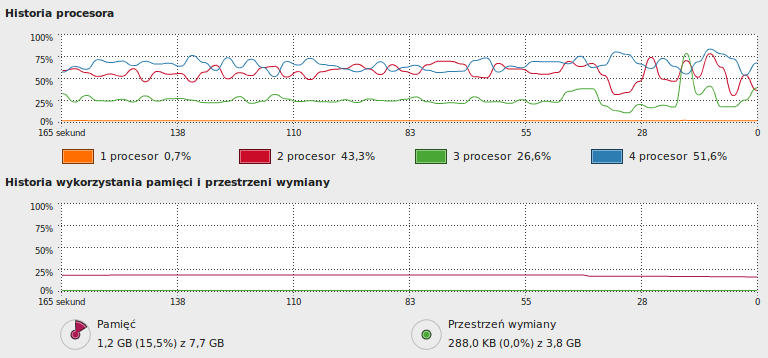 Historia procesora
100%
75%
50%
25%
0%
165 sekund 138 110 83 55 28 0
1 procesor 0,7% 2 procesor 43,3% 3 procesor 26,6% 4 procesor 51,6%
Historia wykorzystania pamięci i przestrzeni wymiany
100%
75%
50%
25%
0%
165 sekund 138 110 83 55 28 0
Pamięć Przestrzeń wymiany
1,2 GB (15,5%) z 7,7 GB 288,0 KB (0,0%) z 3,8 GB